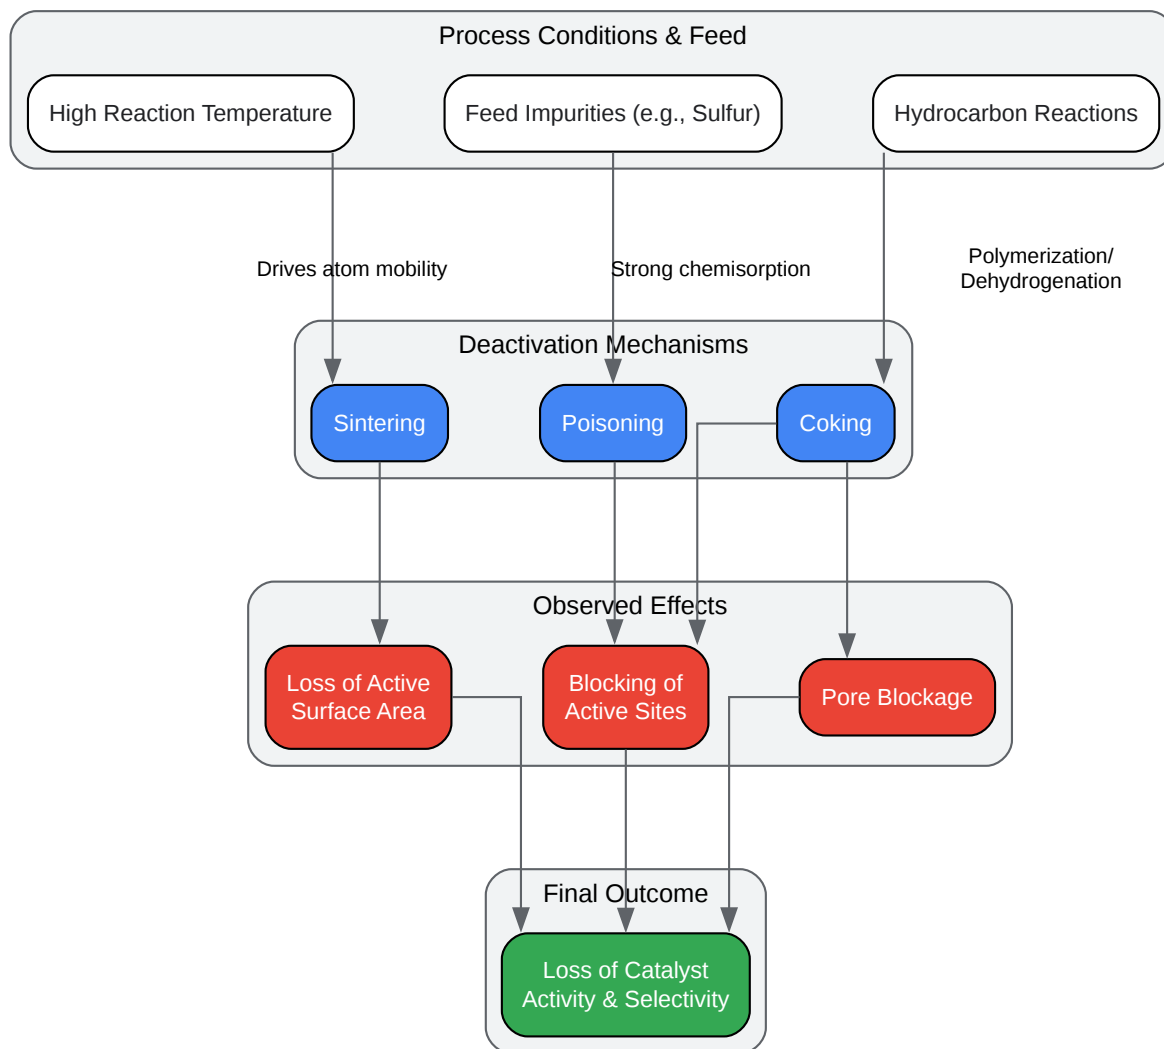 Process Conditions & Feed
High Reaction Temperature
Feed Impurities (e.g., Sulfur)
Hydrocarbon Reactions
Drives atom mobility
Strong chemisorption
Polymerization/
Dehydrogenation
Deactivation Mechanisms
Sintering
Poisoning
Coking
Observed Effects
Loss of Active
Surface Area
Blocking of
Active Sites
Pore Blockage
Final Outcome
Loss of Catalyst
Activity & Selectivity